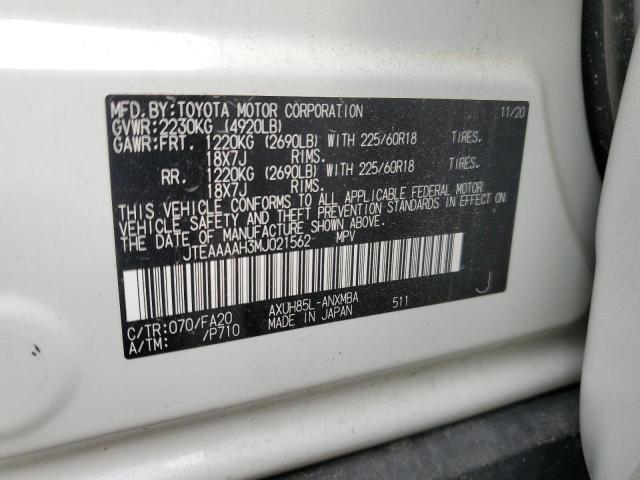 MFD.BY:TOYOTA MOTOR CORPORATION 11/20
GVWR:2230KG (4920LB)
GAWR:FRT. 1220KG (2690LB) WITH 225/60R18 TIRES.
18X7J RIMS.
RR. 1220KG (2690LB) WITH 225/60R18 TIRES.
18X7J RIMS.
THIS VEHICLE CONFORMS TO ALL APPLICABLE FEDERAL MOTOR
VEHICLE SAFETY AND THEFT PREVENTION STANDARDS IN EFFECT ON
THE DATE OF MANUFACTURE SHOWN ABOVE.
JTEAAAAH3MJ021562 MPV
C/TR:070/FA20 AXUH85L-ANXMBA 511 J
A/TM: /P710 MADE IN JAPAN